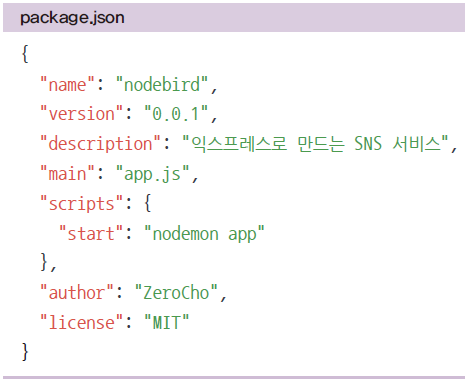 package.json
{
  "name": "nodebird",
  "version": "0.0.1",
  "description": "익스프레스로 만드는 SNS 서비스",
  "main": "app.js",
  "scripts": {
    "start": "nodemon app"
  },
  "author": "ZeroCho",
  "license": "MIT"
}